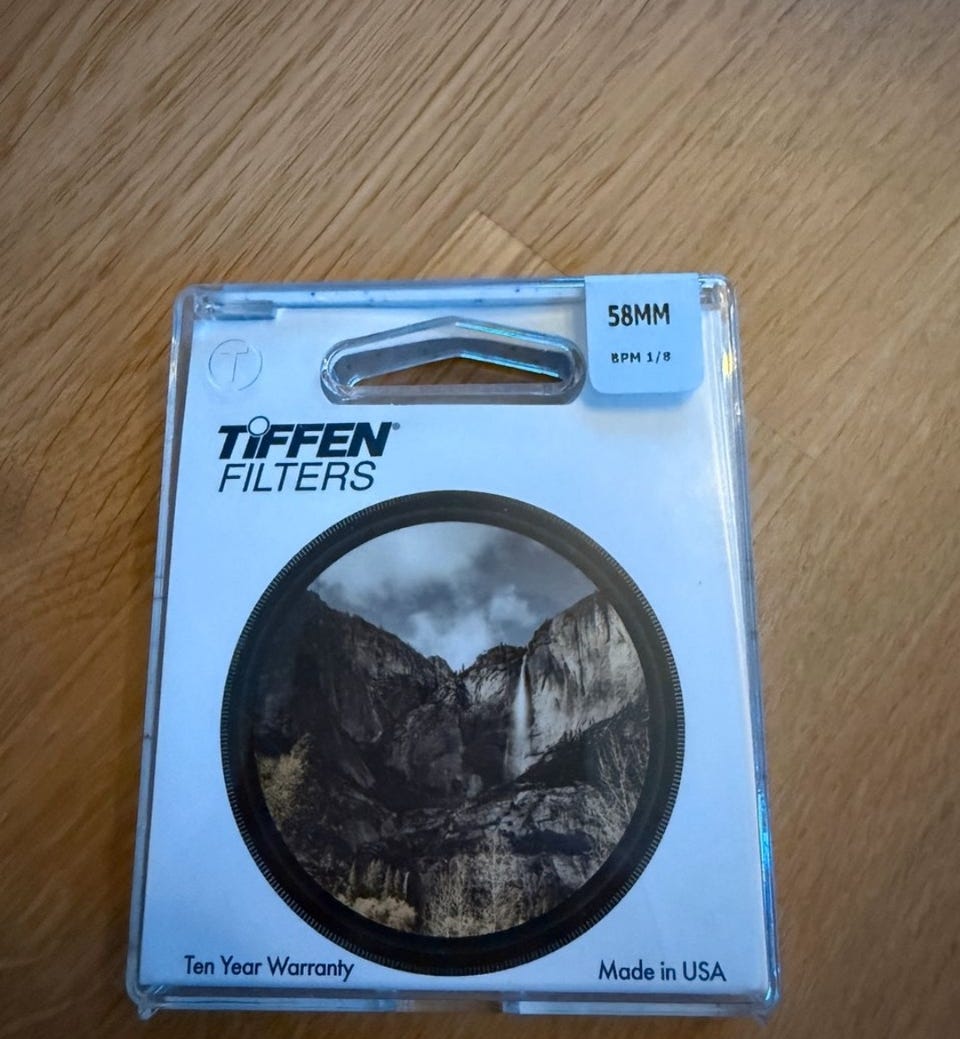 58MM
BPM 1/8
T
TIFFEN®
FILTERS
Ten Year Warranty
Made in USA